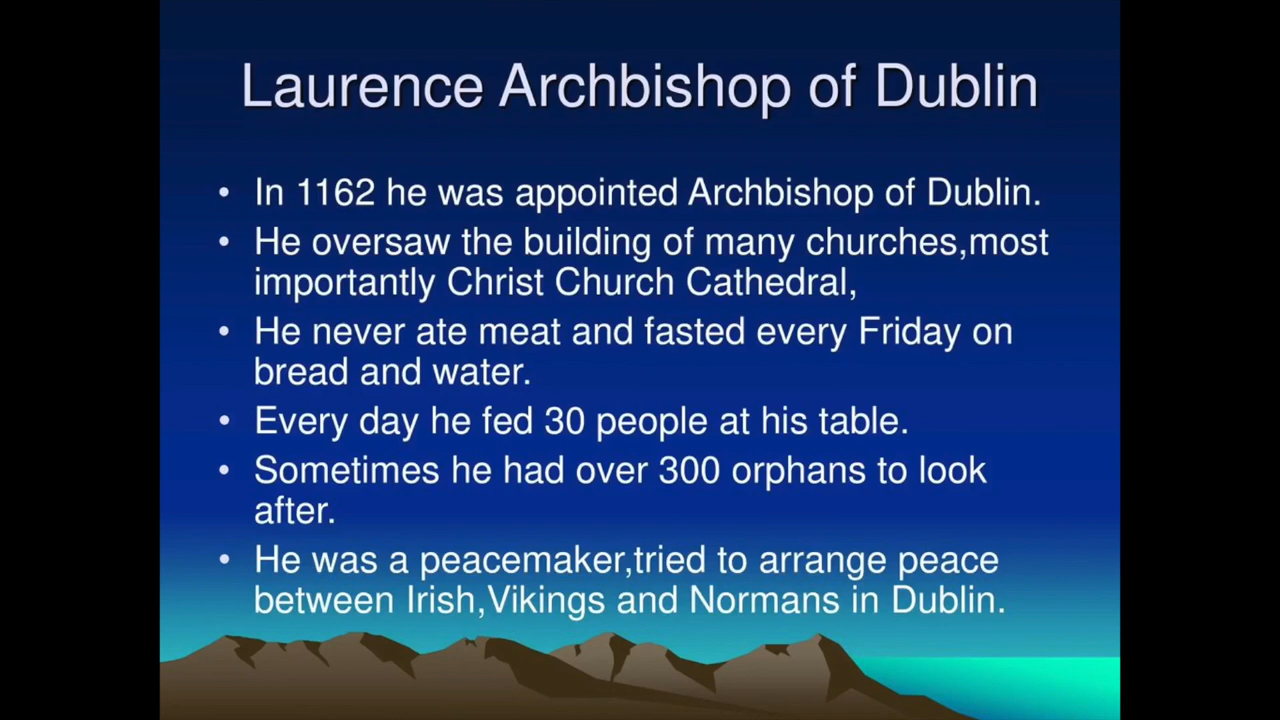 Laurence Archbishop of Dublin
• In 1162 he was appointed Archbishop of Dublin.
• He oversaw the building of many churches,most
importantly Christ Church Cathedral,
• He never ate meat and fasted every Friday on
bread and water.
• Every day he fed 30 people at his table.
• Sometimes he had over 300 orphans to look
after.
• He was a peacemaker,tried to arrange peace
between Irish,Vikings and Normans in Dublin.